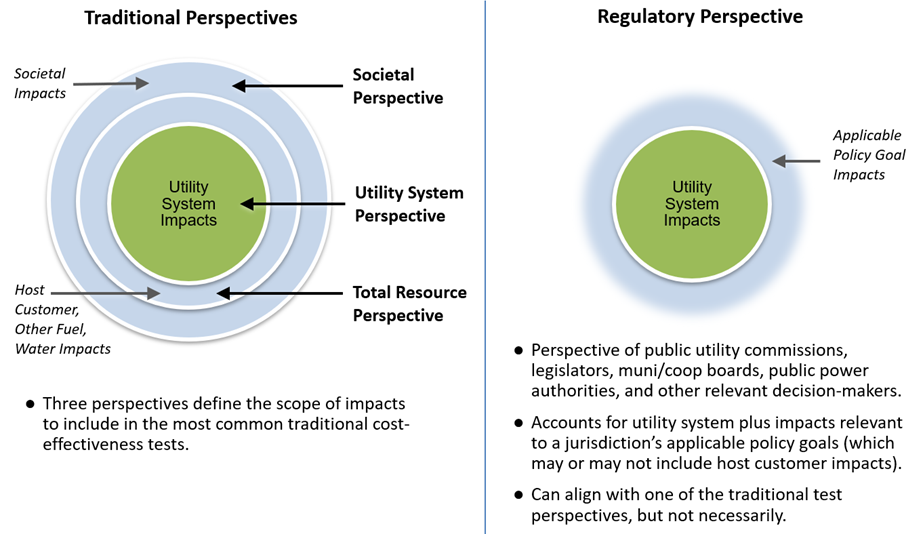 Traditional Perspectives
Societal
Impacts
Societal
Perspective
Utility
System
Impacts
Utility System
Perspective
Host
Customer,
Other Fuel,
Water Impacts
Total Resource
Perspective
● Three perspectives define the scope of impacts
to include in the most common traditional cost-
effectiveness tests.
Regulatory Perspective
Applicable
Policy Goal
Impacts
Utility
System
Impacts
● Perspective of public utility commissions,
legislators, muni/coop boards, public power
authorities, and other relevant decision-makers.
● Accounts for utility system plus impacts relevant
to a jurisdiction's applicable policy goals (which
may or may not include host customer impacts).
● Can align with one of the traditional test
perspectives, but not necessarily.